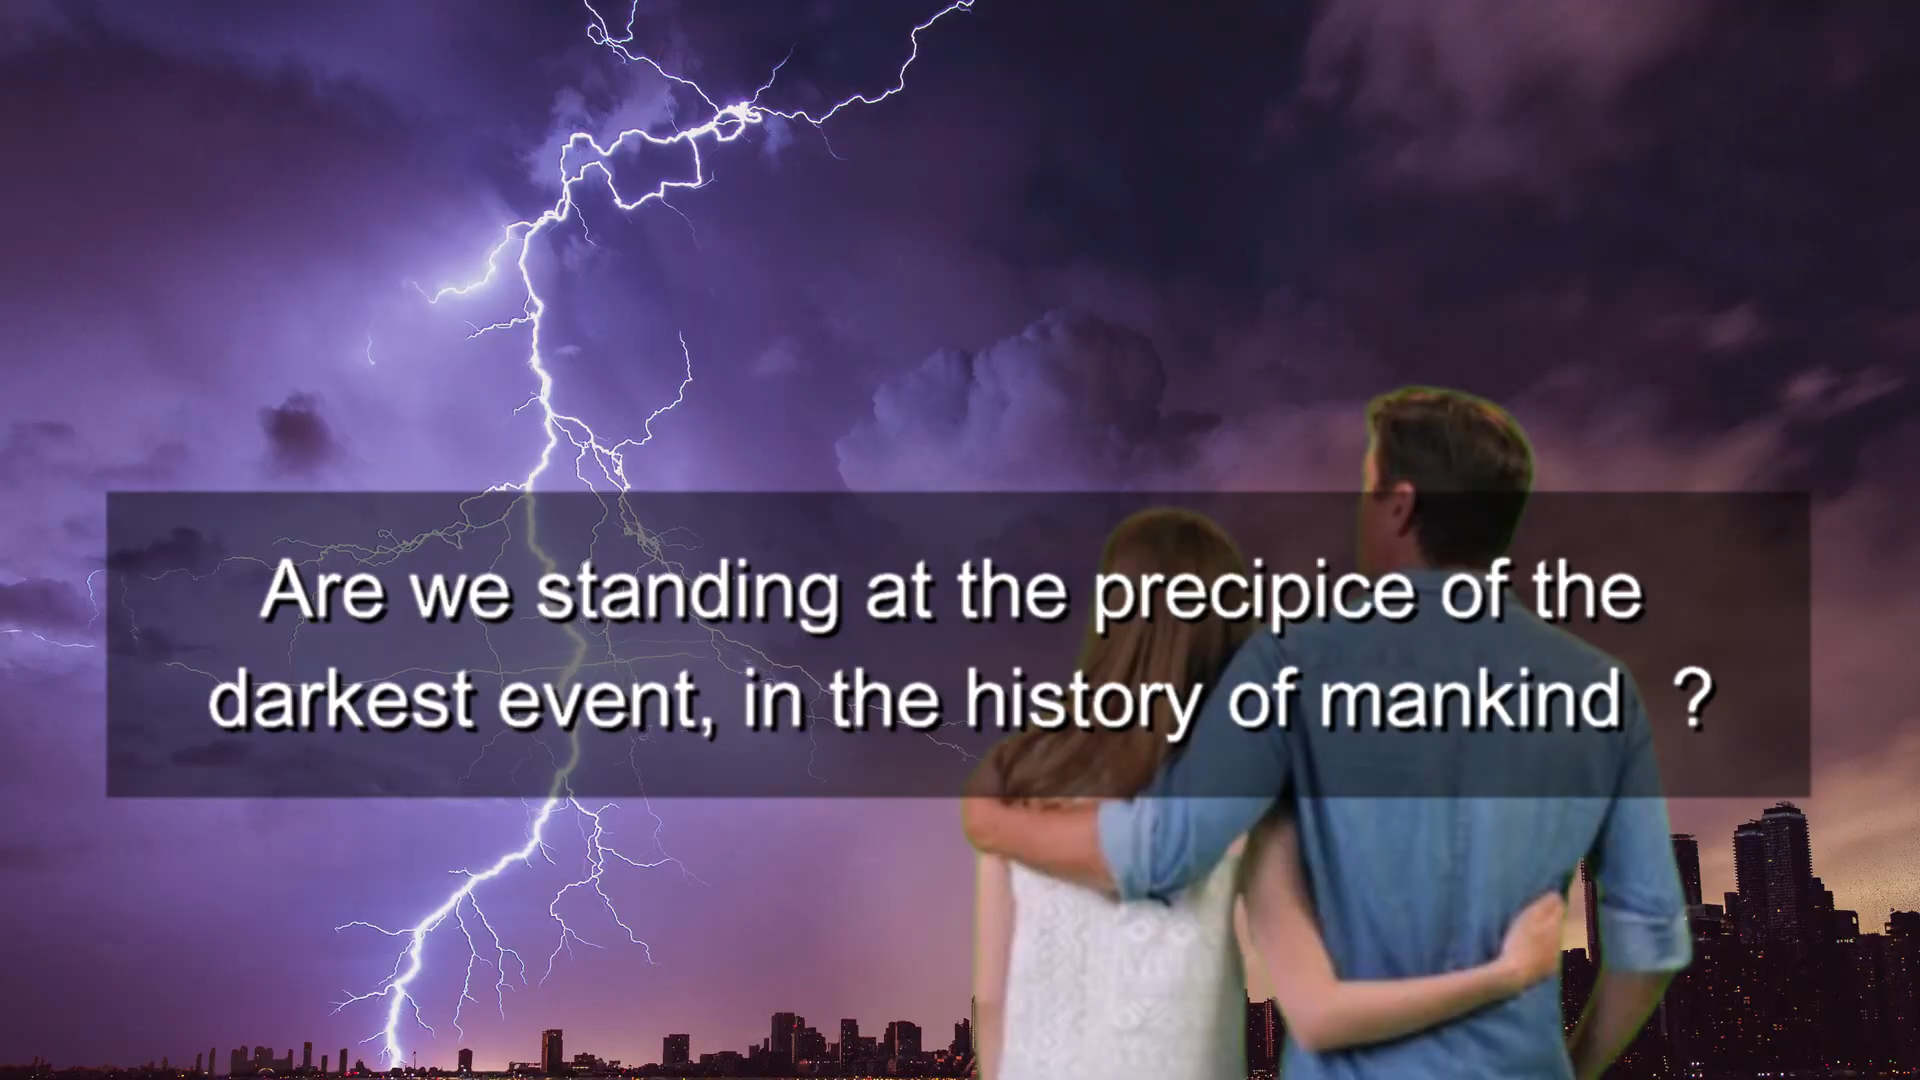 Are we standing at the precipice of the
darkest event, in the history of mankind  ?